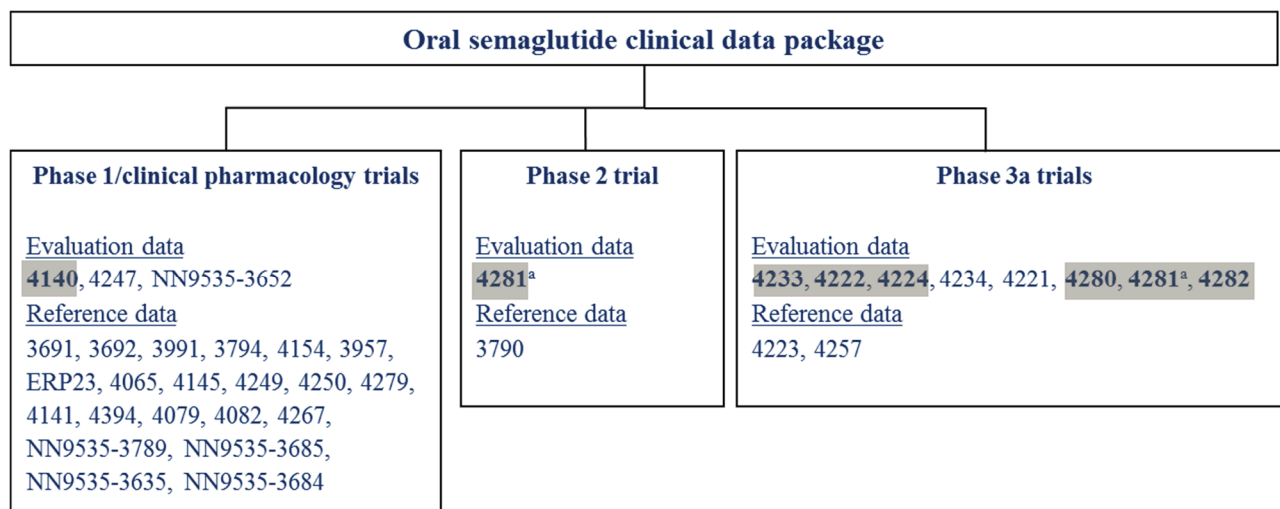 Oral semaglutide clinical data package
Phase 1/clinical pharmacology trials
Evaluation data
4140, 4247, NN9535-3652
Reference data
3691, 3692, 3991, 3794, 4154, 3957,
ERP23, 4065, 4145, 4249, 4250, 4279,
4141, 4394, 4079, 4082, 4267,
NN9535-3789, NN9535-3685,
NN9535-3635, NN9535-3684
Phase 2 trial
Evaluation data
4281ᵃ
Reference data
3790
Phase 3a trials
Evaluation data
4233, 4222, 4224, 4234, 4221, 4280, 4281ᵃ, 4282
Reference data
4223, 4257